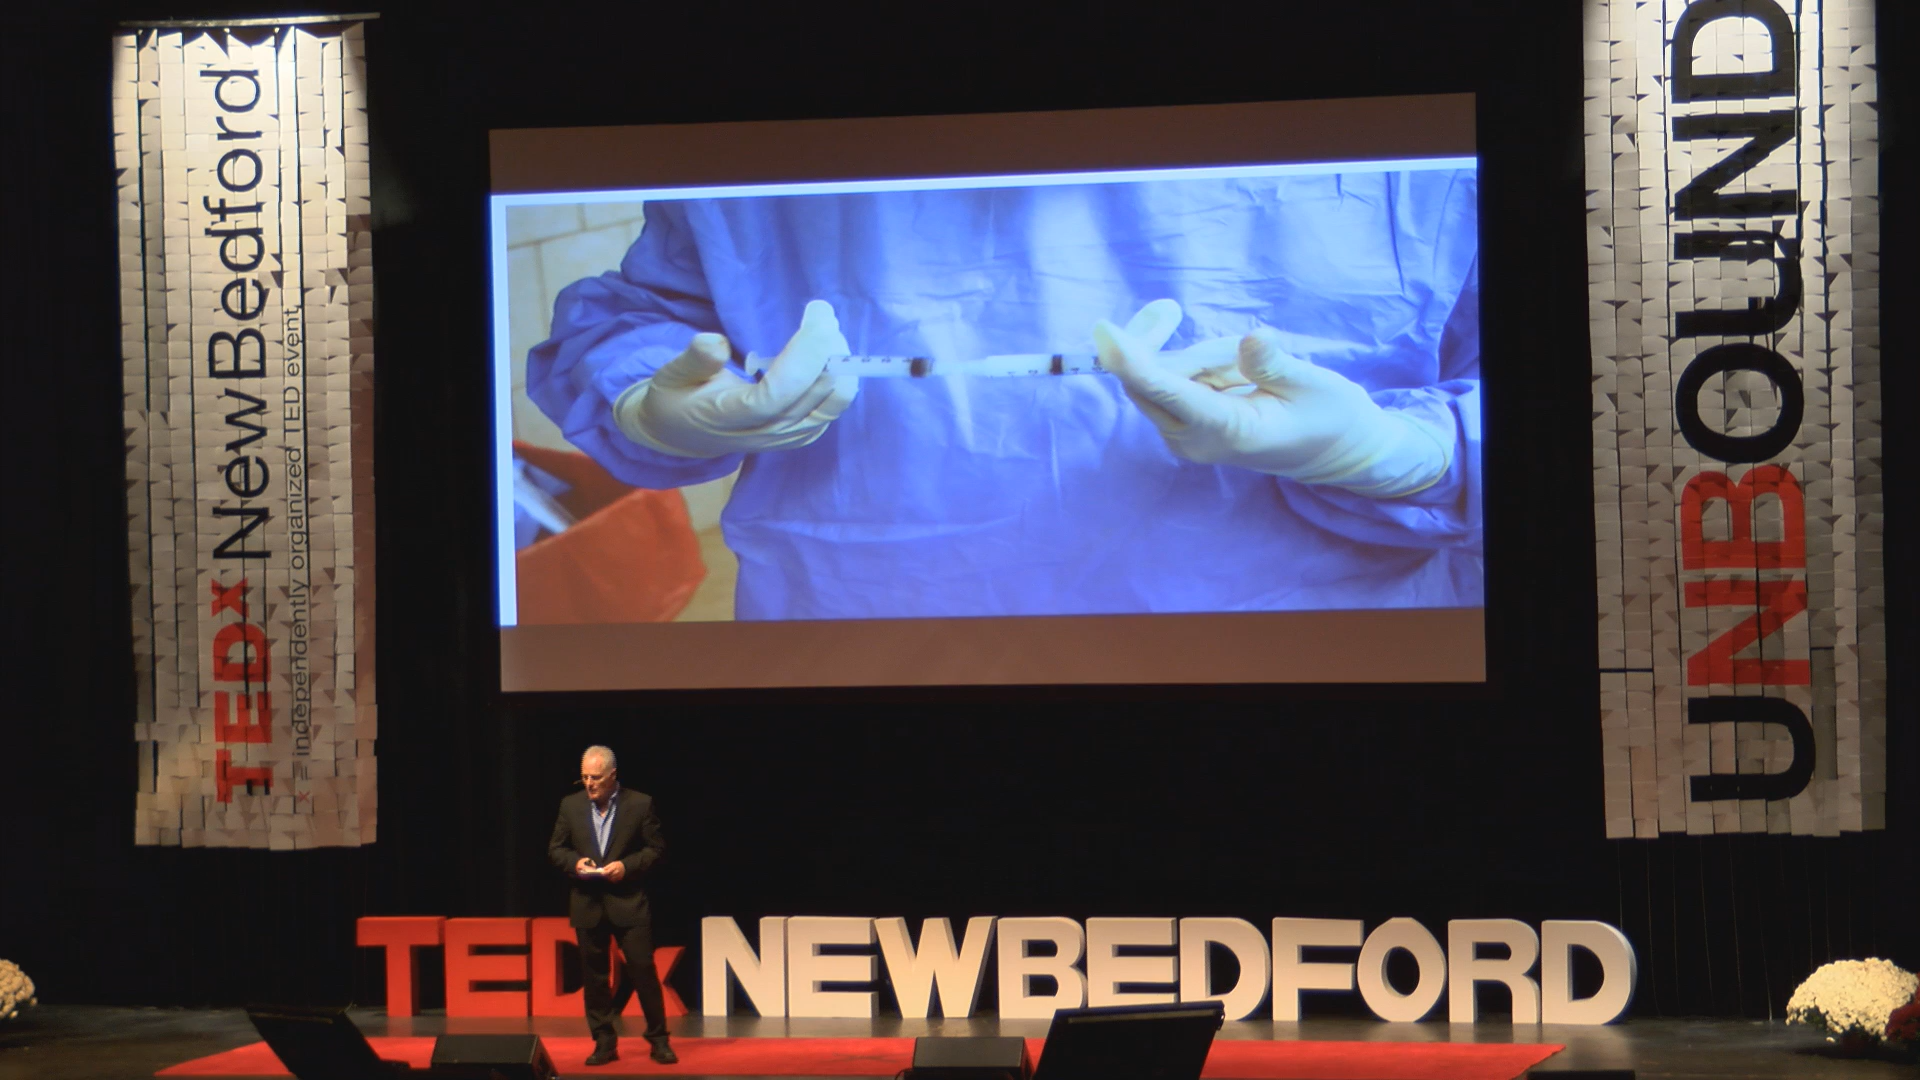 TEDxNewBedford
x = independently organized TED event
UNBOUND
TEDxNEWBEDFORD